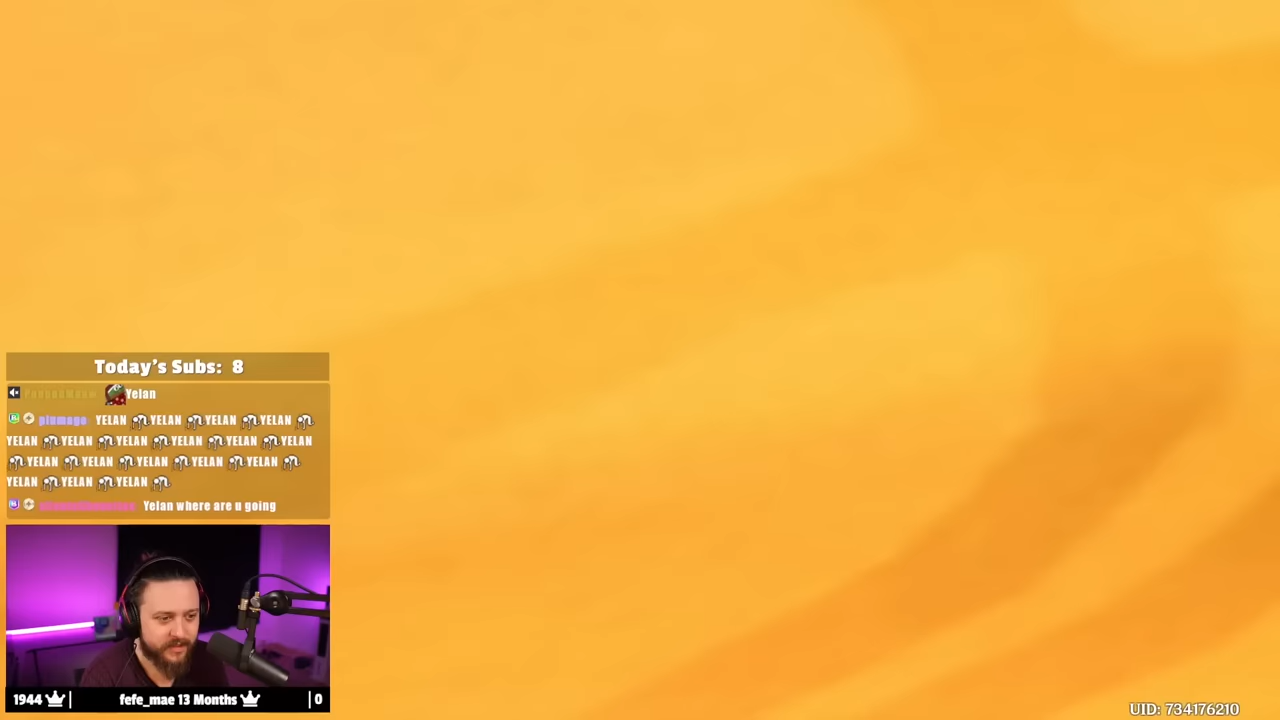 Today's Subs: 8
Yelan
plumage YELAN YELAN YELAN YELAN
YELAN YELAN YELAN YELAN YELAN YELAN
YELAN YELAN YELAN YELAN YELAN
YELAN YELAN YELAN
Yelan where are u going
1944 | fefe_mae 13 Months | 0
UID: 734176210